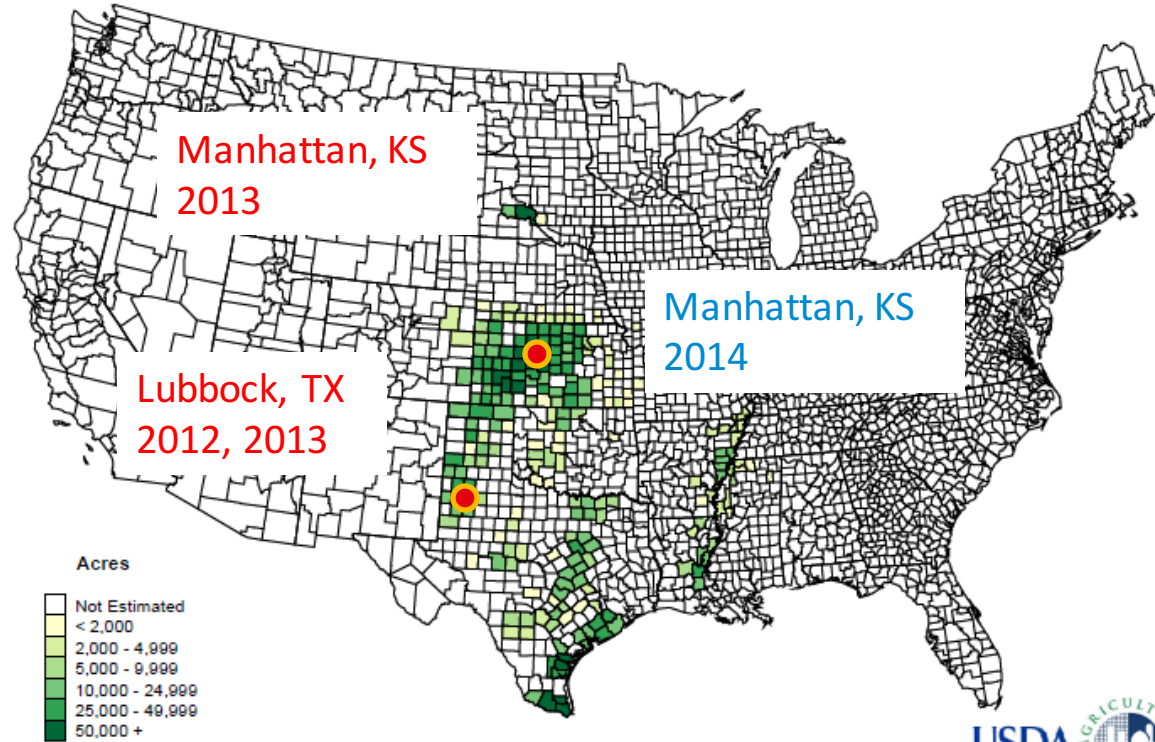 Manhattan, KS
2013
Manhattan, KS
2014
Lubbock, TX
2012, 2013
Acres
Not Estimated
< 2,000
2,000 - 4,999
5,000 - 9,999
10,000 - 24,999
25,000 - 49,999
50,000 +
USDA